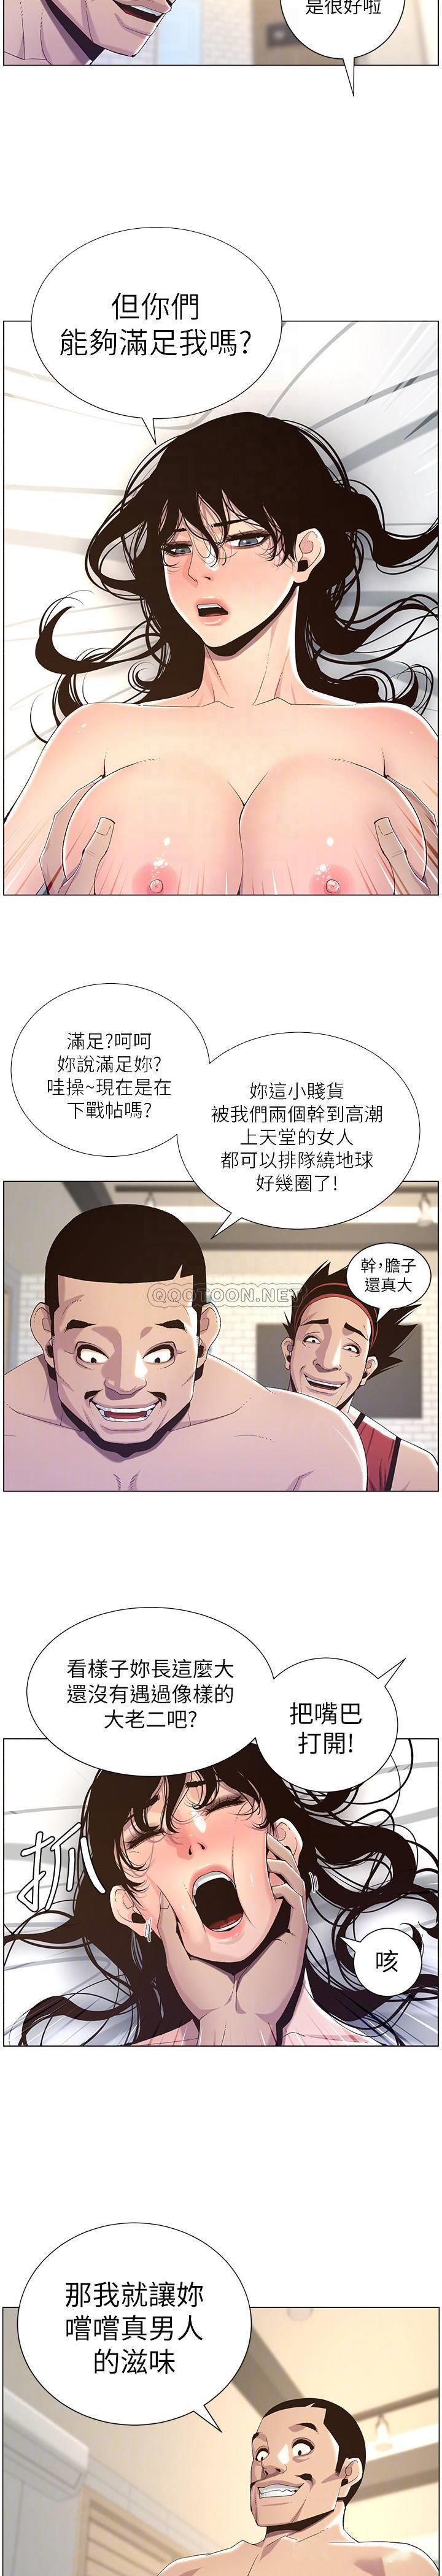 是很好啦
但你們
能夠滿足我嗎?
滿足?呵呵
妳說滿足妳?
哇操~現在是在
下戰帖嗎?
妳這小賤貨
被我們兩個幹到高潮
上天堂的女人
都可以排隊繞地球
好幾圈了!
幹,膽子
還真大
QQOTOON.NET
看樣子妳長這麼大
還沒有遇過像樣的
大老二吧?
把嘴巴
打開!
抓
咳
那我就讓妳
嚐嚐真男人
的滋味